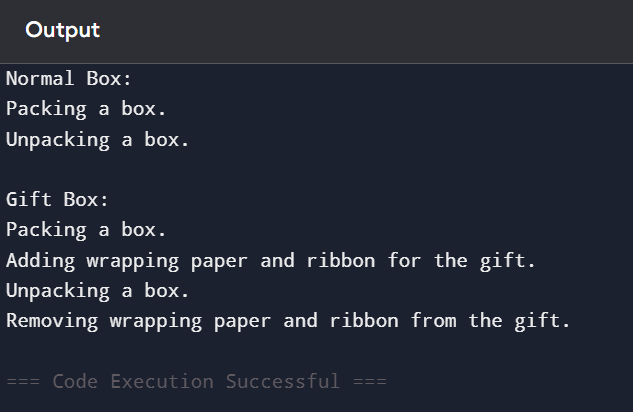 Output
Normal Box:
Packing a box.
Unpacking a box.
Gift Box:
Packing a box.
Adding wrapping paper and ribbon for the gift.
Unpacking a box.
Removing wrapping paper and ribbon from the gift.
=== Code Execution Successful ===